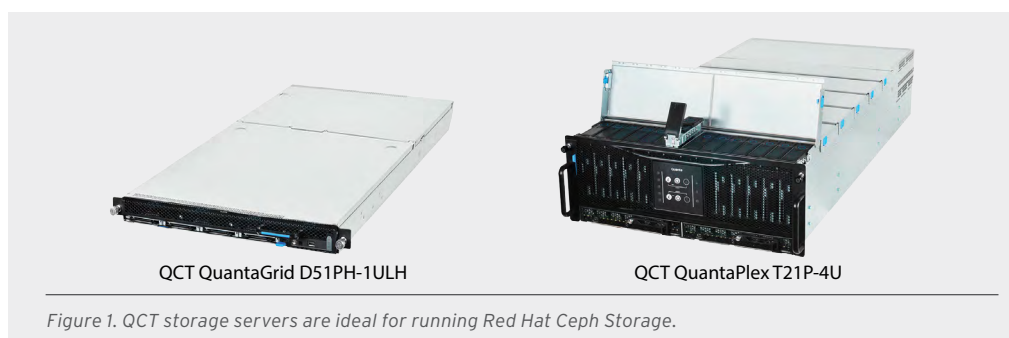 QCT QuantaGrid D51PH-1ULH
QCT QuantaPlex T21P-4U
Figure 1. QCT storage servers are ideal for running Red Hat Ceph Storage.